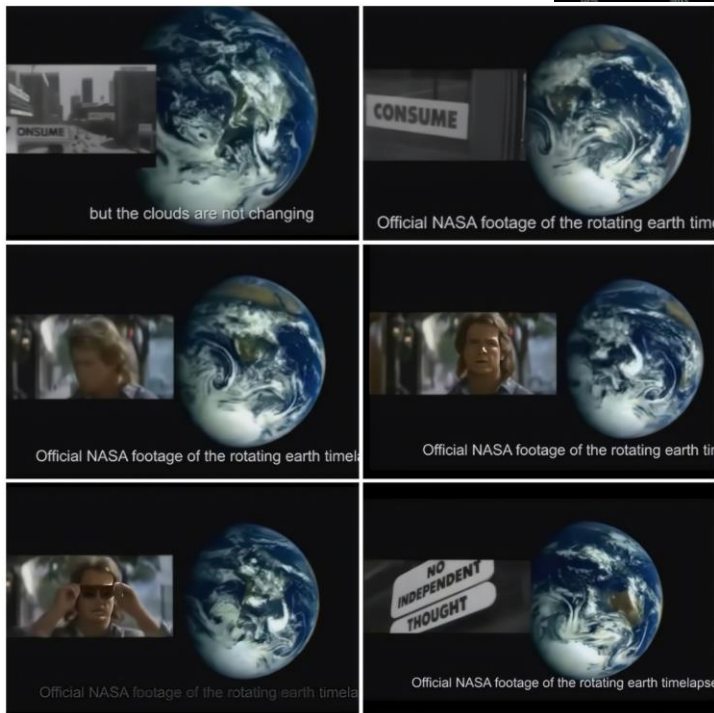 ONSUME
but the clouds are not changing
CONSUME
Official NASA footage of the rotating earth time
Official NASA footage of the rotating earth timela
Official NASA footage of the rotating earth ti
Official NASA footage of the rotating earth timela
NO
INDEPENDENT
THOUGHT
Official NASA footage of the rotating earth timelapse